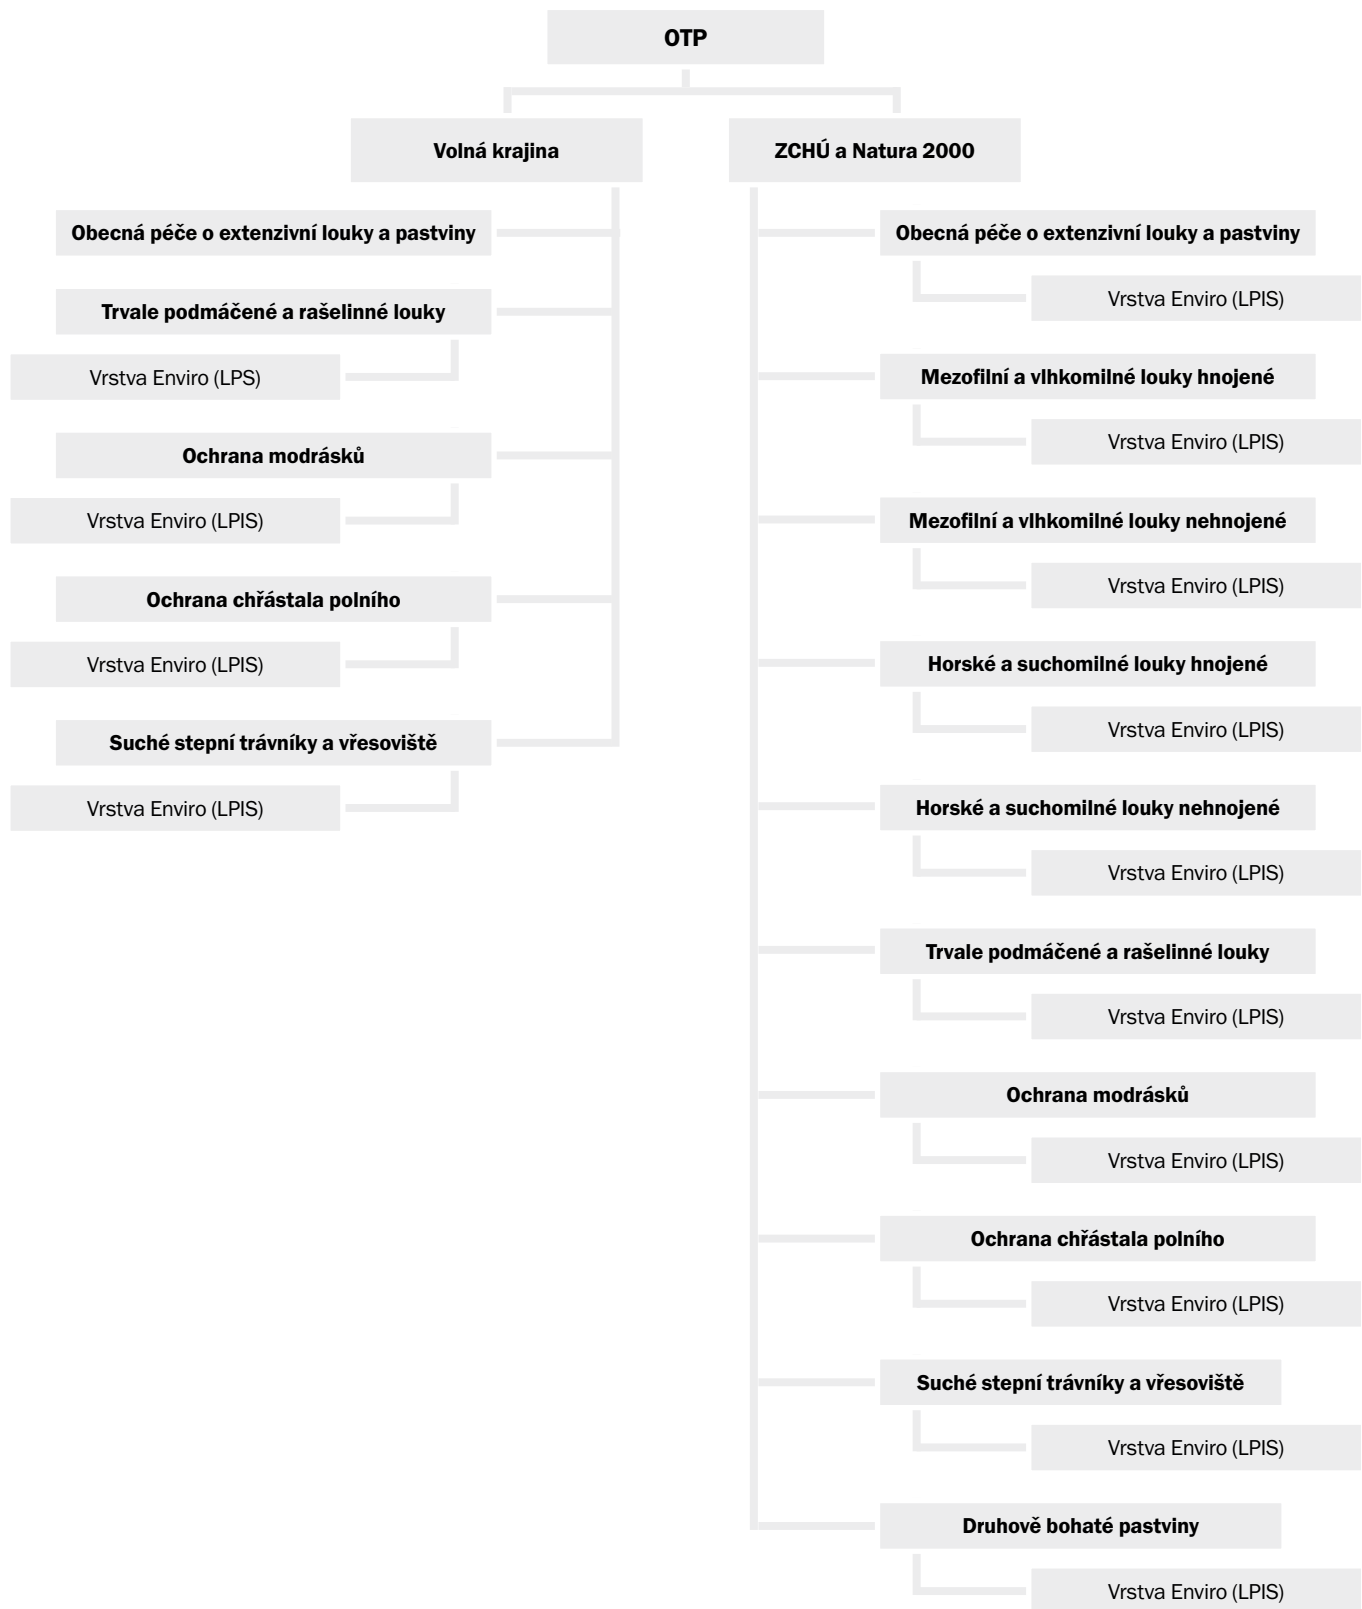 OTP
Volná krajina
Obecná péče o extenzivní louky a pastviny
Trvale podmáčené a rašelinné louky
Vrstva Enviro (LPS)
Ochrana modrásků
Vrstva Enviro (LPIS)
Ochrana chřástala polního
Vrstva Enviro (LPIS)
Suché stepní trávníky a vřesoviště
Vrstva Enviro (LPIS)
ZCHÚ a Natura 2000
Obecná péče o extenzivní louky a pastviny
Vrstva Enviro (LPIS)
Mezofilní a vlhkomilné louky hnojené
Vrstva Enviro (LPIS)
Mezofilní a vlhkomilné louky nehnojené
Vrstva Enviro (LPIS)
Horské a suchomilné louky hnojené
Vrstva Enviro (LPIS)
Horské a suchomilné louky nehnojené
Vrstva Enviro (LPIS)
Trvale podmáčené a rašelinné louky
Vrstva Enviro (LPIS)
Ochrana modrásků
Vrstva Enviro (LPIS)
Ochrana chřástala polního
Vrstva Enviro (LPIS)
Suché stepní trávníky a vřesoviště
Vrstva Enviro (LPIS)
Druhově bohaté pastviny
Vrstva Enviro (LPIS)